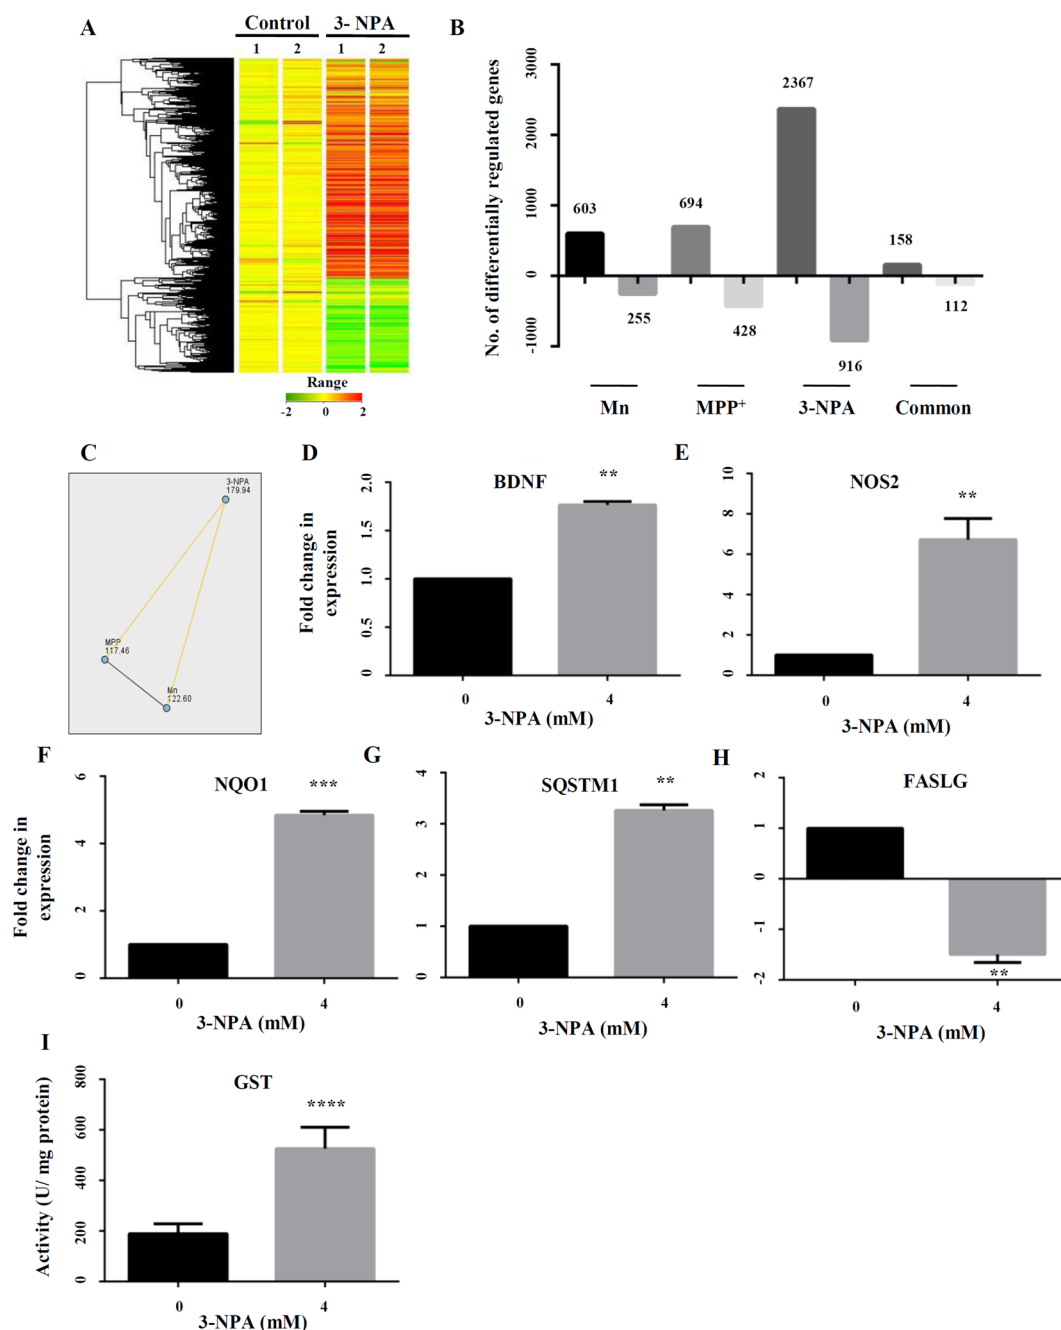 A
Control
3- NPA
1 2 1 2
Range
-2 0 2
B
No. of differentially regulated genes
3000
2000
1000
0
-1000
603
255
694
428
2367
916
158
112
Mn
MPP+
3-NPA
Common
C
3-NPA
179.94
MPP
117.46
Mn
122.60
D
BDNF
**
Fold change in
expression
2.0
1.5
1.0
0.5
0
0 4
3-NPA (mM)
E
NOS2
**
10
8
6
4
2
0
0 4
3-NPA (mM)
F
NQO1
***
Fold change in
expression
6
4
2
0
0 4
3-NPA (mM)
G
SQSTM1
**
4
3
2
1
0
0 4
3-NPA (mM)
H
FASLG
2
1
0
-1
-2
**
0 4
3-NPA (mM)
I
GST
****
Activity (U/ mg protein)
800
600
400
200
0
0 4
3-NPA (mM)